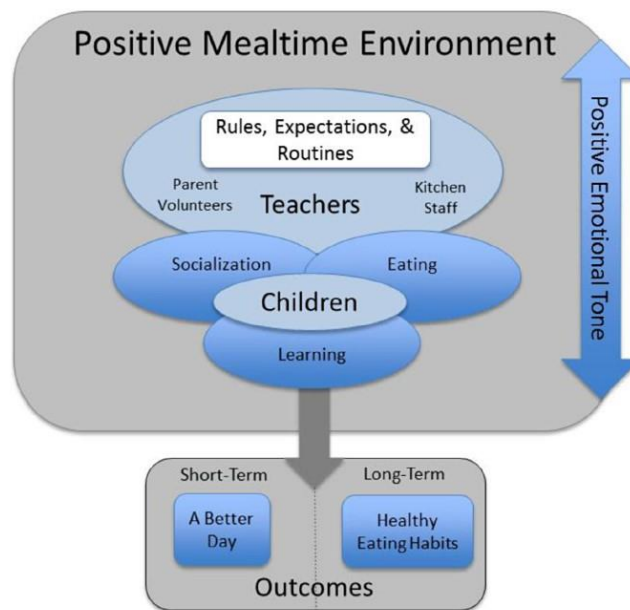 Positive Mealtime Environment
Rules, Expectations, &
Routines
Parent
Volunteers
Teachers
Kitchen
Staff
Socialization
Eating
Children
Learning
Positive Emotional Tone
Short-Term
Long-Term
A Better
Day
Healthy
Eating Habits
Outcomes